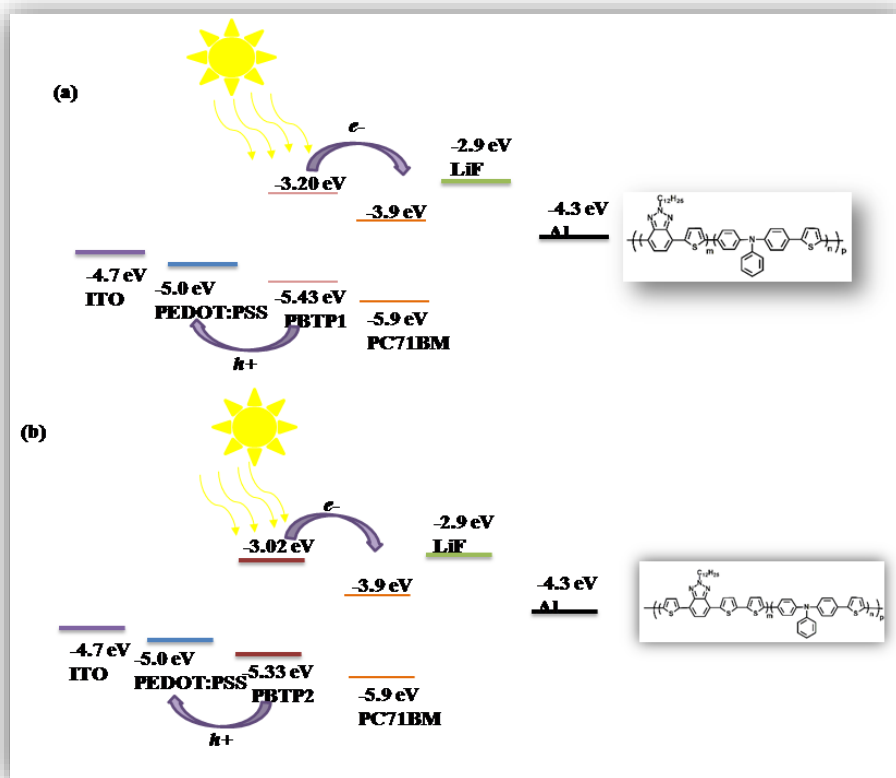 (a)
e-
-2.9 eV
LiF
-3.20 eV
-3.9 eV
-4.3 eV
Al
-4.7 eV
ITO
-5.0 eV
PEDOT:PSS
-5.43 eV
PBTP1
-5.9 eV
PC71BM
h+
C12H25
N
N
N
S
m
N
S
n
p
(b)
e-
-2.9 eV
LiF
-3.02 eV
-3.9 eV
-4.3 eV
Al
-4.7 eV
ITO
-5.0 eV
PEDOT:PSS
-5.33 eV
PBTP2
-5.9 eV
PC71BM
h+
C12H25
N
N
N
S
S
S
m
N
S
n
p